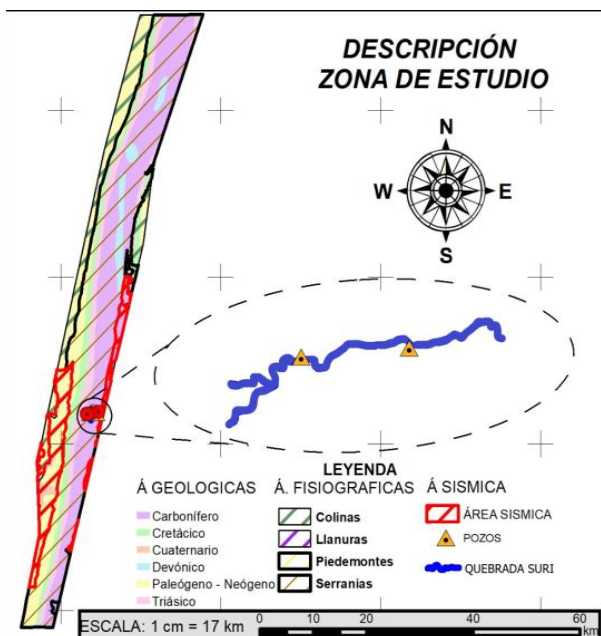 DESCRIPCIÓN
ZONA DE ESTUDIO
N
W E
S
LEYENDA
Á GEOLOGICAS
Carbonífero
Cretácico
Cuaternario
Devónico
Paleógeno - Neógeno
Triásico
Á. FISIOGRAFICAS
Colinas
Llanuras
Piedemontes
Serranias
Á SISMICA
ÁREA SISMICA
POZOS
QUEBRADA SURI
ESCALA: 1 cm = 17 km
0 10 20 40 60
km